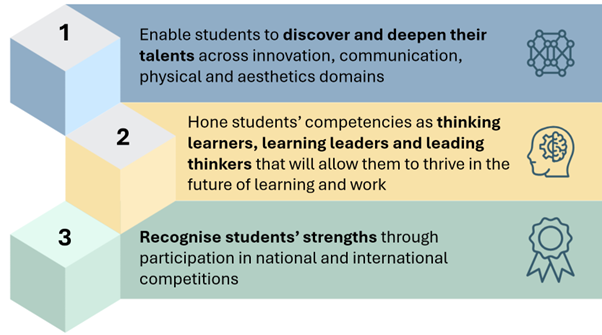 1
Enable students to discover and deepen their
talents across innovation, communication,
physical and aesthetics domains
2
Hone students' competencies as thinking
learners, learning leaders and leading
thinkers that will allow them to thrive in the
future of learning and work
3
Recognise students' strengths through
participation in national and international
competitions